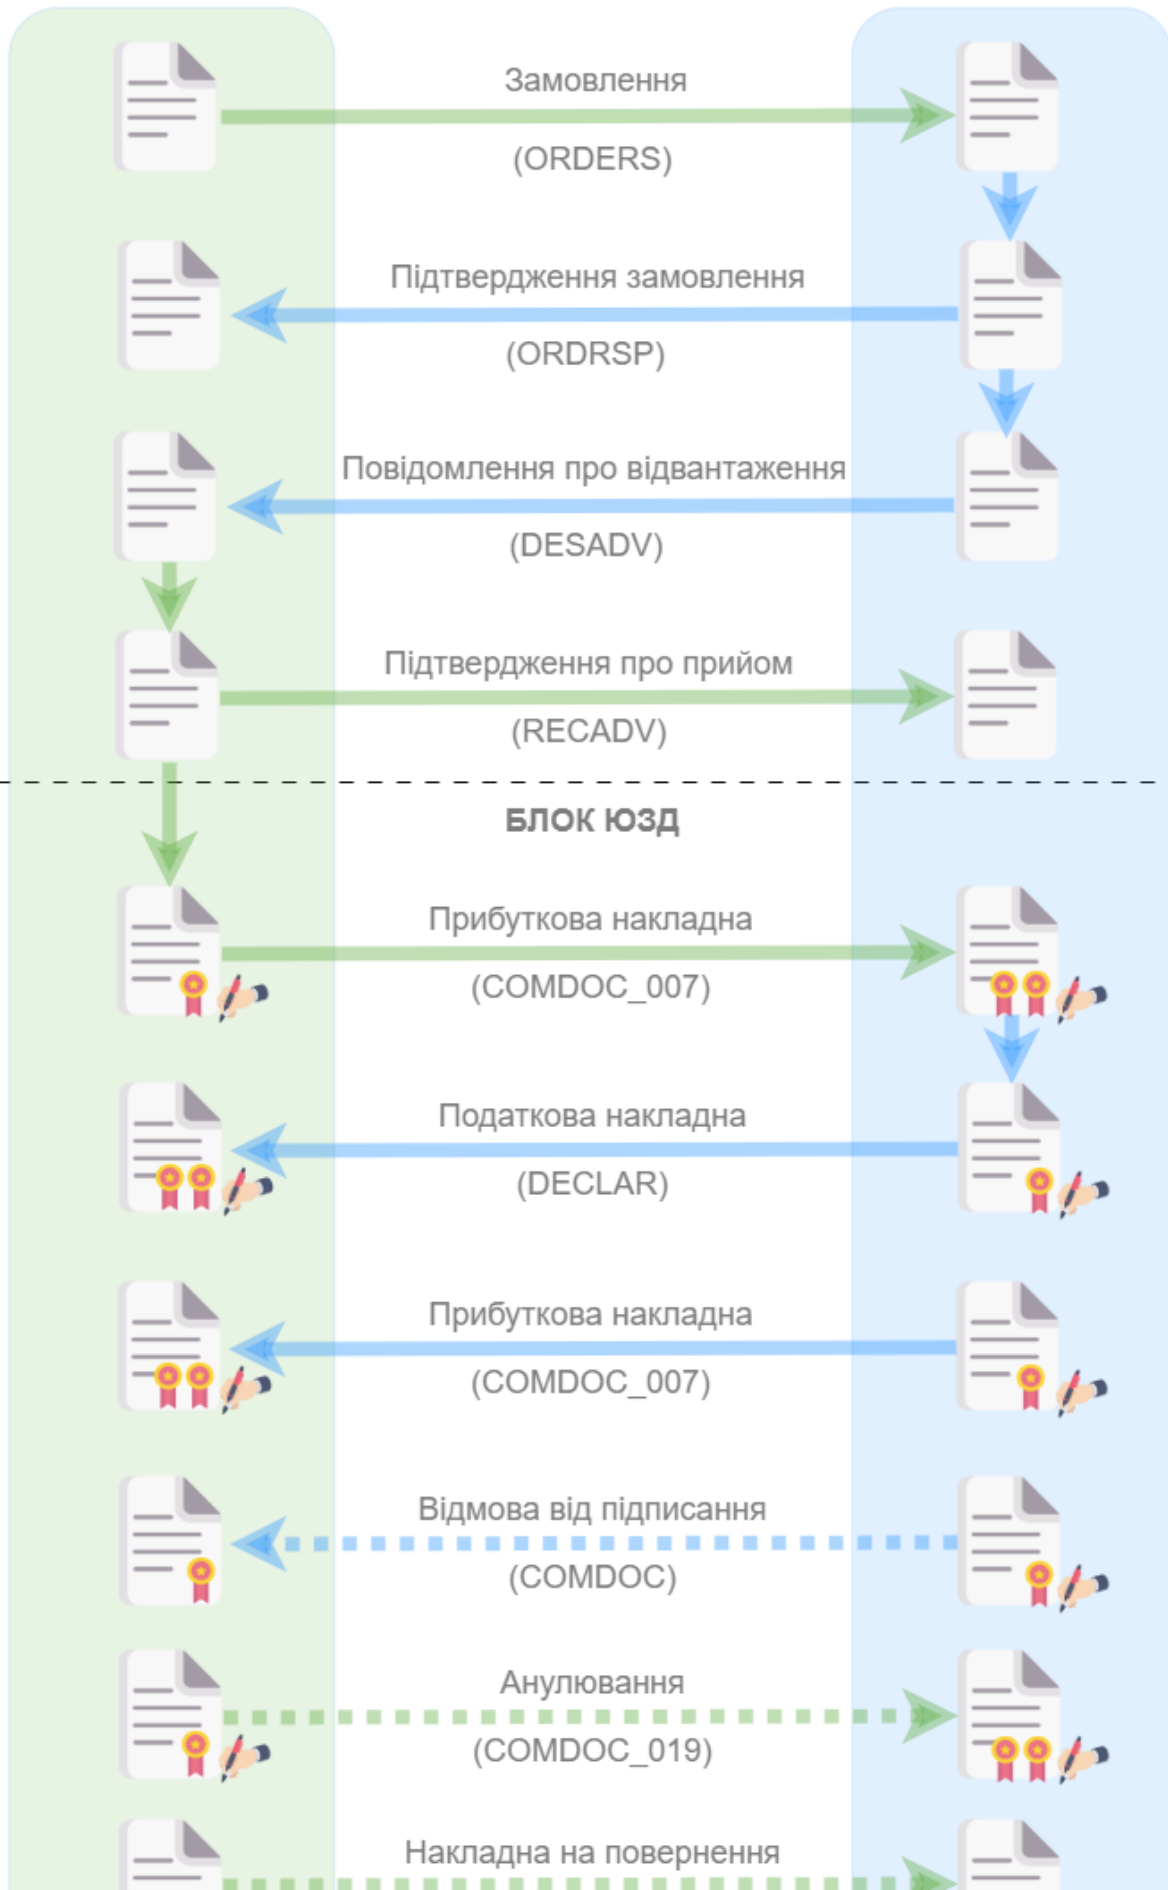 Замовлення
(ORDERS)
Підтвердження замовлення
(ORDRSP)
Повідомлення про відвантаження
(DESADV)
Підтвердження про прийом
(RECADV)
БЛОК ЮЗД
Прибуткова накладна
(COMDOC_007)
Податкова накладна
(DECLAR)
Прибуткова накладна
(COMDOC_007)
Відмова від підписання
(COMDOC)
Анулювання
(COMDOC_019)
Накладна на повернення